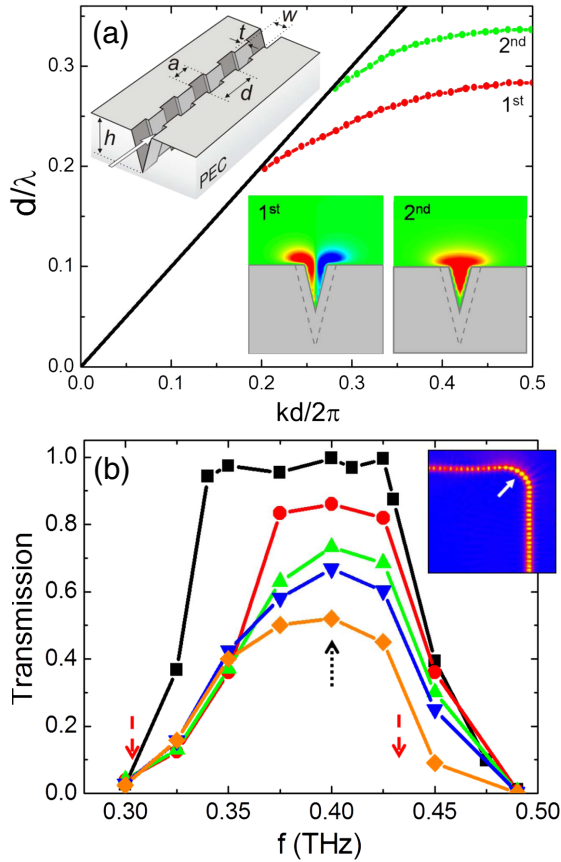 (a)
w
t
a
d
h
PEC
2nd
1st
1st
2nd
0.3
0.2
0.1
0.0
d/λ
0.0 0.1 0.2 0.3 0.4 0.5
kd/2π
(b)
1.0
0.8
0.6
0.4
0.2
0.0
Transmission
0.30 0.35 0.40 0.45 0.50
f (THz)